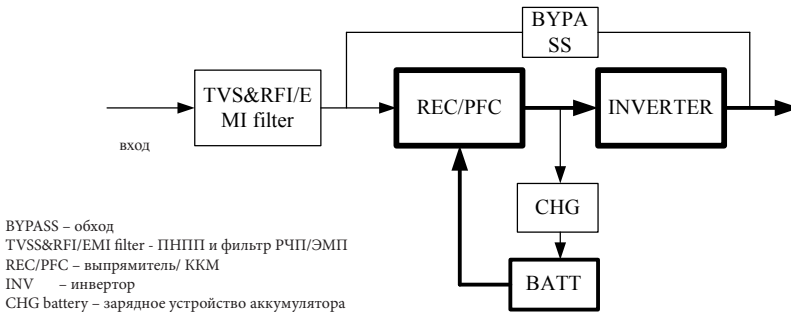 BYPA
SS
TVS&RFI/E
MI filter
REC/PFC
INVERTER
вход
CHG
BATT
BYPASS – обход
TVSS&RFI/EMI filter - ПНПП и фильтр РЧП/ЭМП
REC/PFC – выпрямитель/ ККМ
INV – инвертор
CHG battery – зарядное устройство аккумулятора